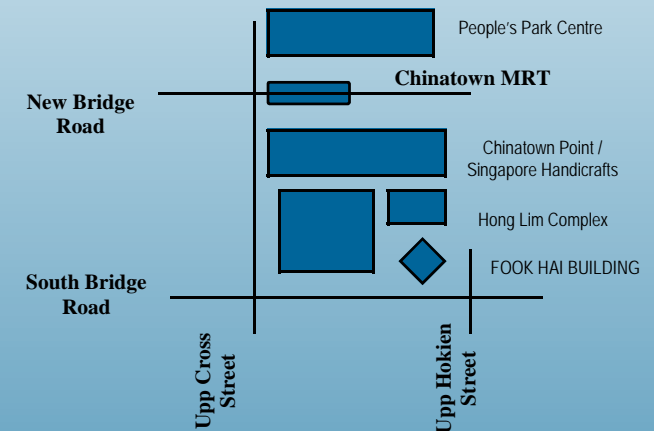 People's Park Centre
Chinatown MRT
New Bridge
Road
Chinatown Point /
Singapore Handicrafts
Hong Lim Complex
FOOK HAI BUILDING
South Bridge
Road
Upp Cross
Street
Upp Hokien
Street